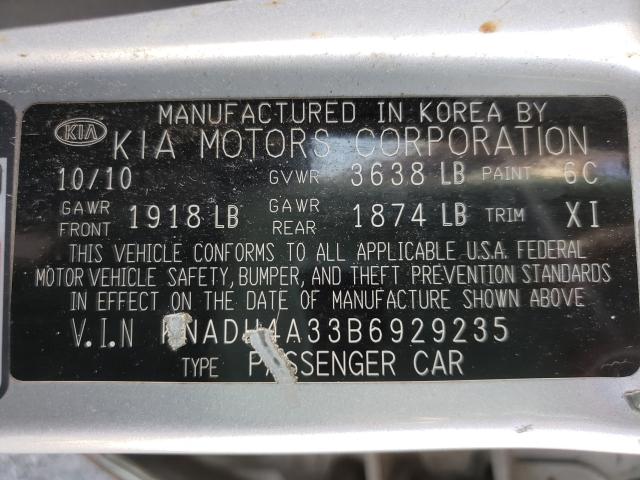 MANUFACTURED IN KOREA BY
KIA KIA MOTORS CORPORATION
10/10 GVWR 3638 LB PAINT 6C
GAWR FRONT 1918 LB GAWR REAR 1874 LB TRIM XI
THIS VEHICLE CONFORMS TO ALL APPLICABLE U.S.A. FEDERAL
MOTOR VEHICLE SAFETY, BUMPER, AND THEFT PREVENTION STANDARDS
IN EFFECT ON THE DATE OF MANUFACTURE SHOWN ABOVE
V.I.N KNADH4A33B6929235
TYPE PASSENGER CAR